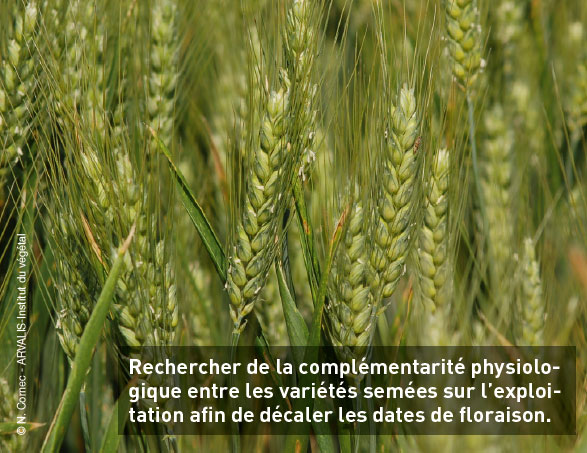 © N. Cornec - ARVALIS-Institut du végétal
Rechercher de la complémentarité physiolo-
gique entre les variétés semées sur l'exploi-
tation afin de décaler les dates de floraison.